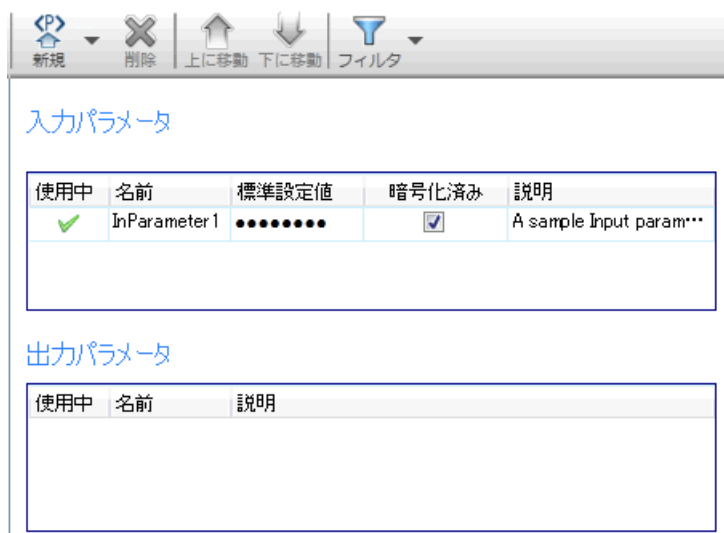 <P>
新規 削除 上に移動 下に移動 フィルタ
入力パラメータ
使用中 名前 標準設定値 暗号化済み 説明
InParameter1 ●●●●●●●● A sample Input param…
出力パラメータ
使用中 名前 説明